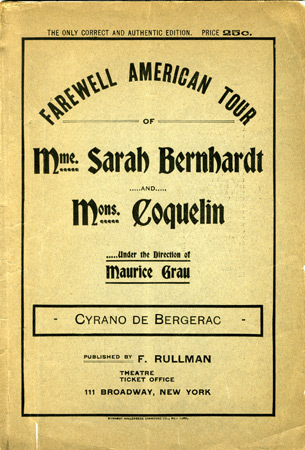 THE ONLY CORRECT AND AUTHENTIC EDITION. PRICE 25c.
FAREWELL AMERICAN TOUR
OF
Mme. Sarah Bernhardt
.....AND.....
Mons. Coquelin
.....Under the Direction of
Maurice Grau
- CYRANO DE BERGERAC -
PUBLISHED BY F. RULLMAN
THEATRE
TICKET OFFICE
111 BROADWAY, NEW YORK